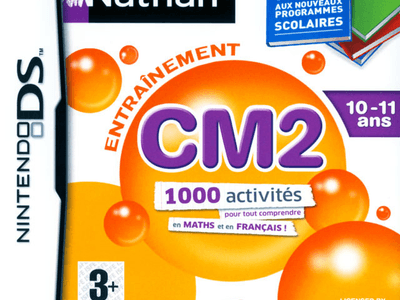 Nathan
AUX NOUVEAUX
PROGRAMMES
SCOLAIRES
NINTENDO DS
TM
ENTRAÎNEMENT
CM2
10-11
ans
1000 activités
pour tout comprendre
en MATHS et en FRANÇAIS !
3+